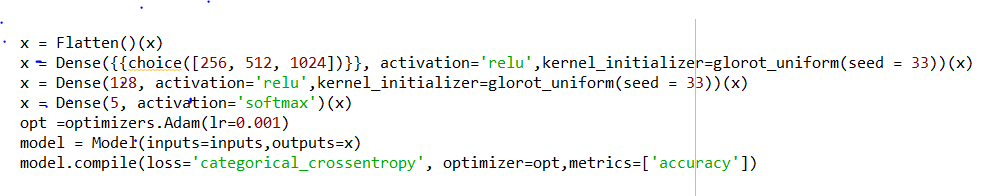 x = Flatten()(x)
x = Dense({{choice([256, 512, 1024])}}, activation='relu',kernel_initializer=glorot_uniform(seed = 33))(x)
x = Dense(128, activation='relu',kernel_initializer=glorot_uniform(seed = 33))(x)
x = Dense(5, activation='softmax')(x)
opt =optimizers.Adam(lr=0.001)
model = Model(inputs=inputs,outputs=x)
model.compile(loss='categorical_crossentropy', optimizer=opt,metrics=['accuracy'])